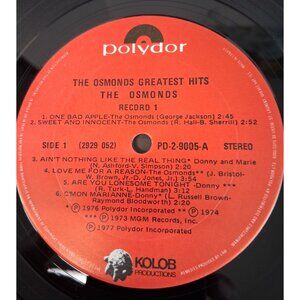 polydor
THE OSMONDS GREATEST HITS
THE OSMONDS
RECORD 1
1. ONE BAD APPLE-The Osmonds (George Jackson) 2:45
2. SWEET AND INNOCENT-The Osmonds (R. Hall-B. Sherrill) 2:52
SIDE 1 (2929 052) PD-2-9005-A STEREO
3. AIN'T NOTHING LIKE THE REAL THING* Donny and Marie
(N. Ashford-V. Simpson) 2:20
4. LOVE ME FOR A REASON-The Osmonds** (J. Bristol-
W. Brown, Jr.-D. Jones, Jr.) 3:54
5. ARE YOU LONESOME TONIGHT -Donny ***
(R. Turk-L. Handman) 3:12
6. C'MON MARIANNE-Donny* (L. Russell Brown-
Raymond Bloodworth) 2:20
* ℗ 1976 Polydor Incorporated ** ℗ 1974
*** ℗ 1973 MGM Records, Inc.
℗ 1977 Polydor Incorporated
KOLOB
PRODUCTIONS